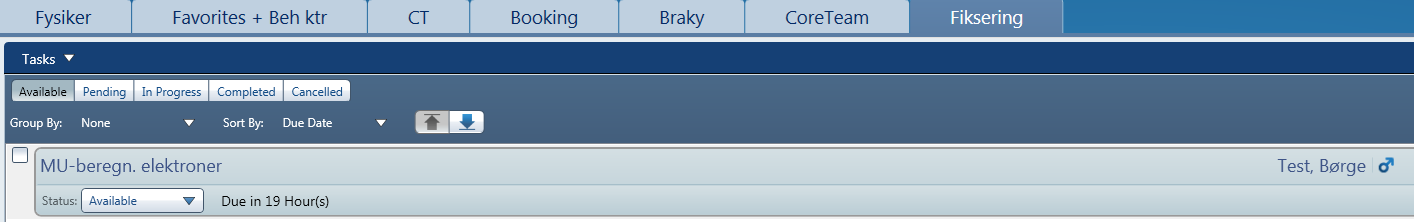 Fysiker Favorites + Beh ktr CT Booking Braky CoreTeam Fiksering
Tasks
Available Pending In Progress Completed Cancelled
Group By: None Sort By: Due Date
MU-beregn. elektroner Test, Børge
Status: Available Due in 19 Hour(s)